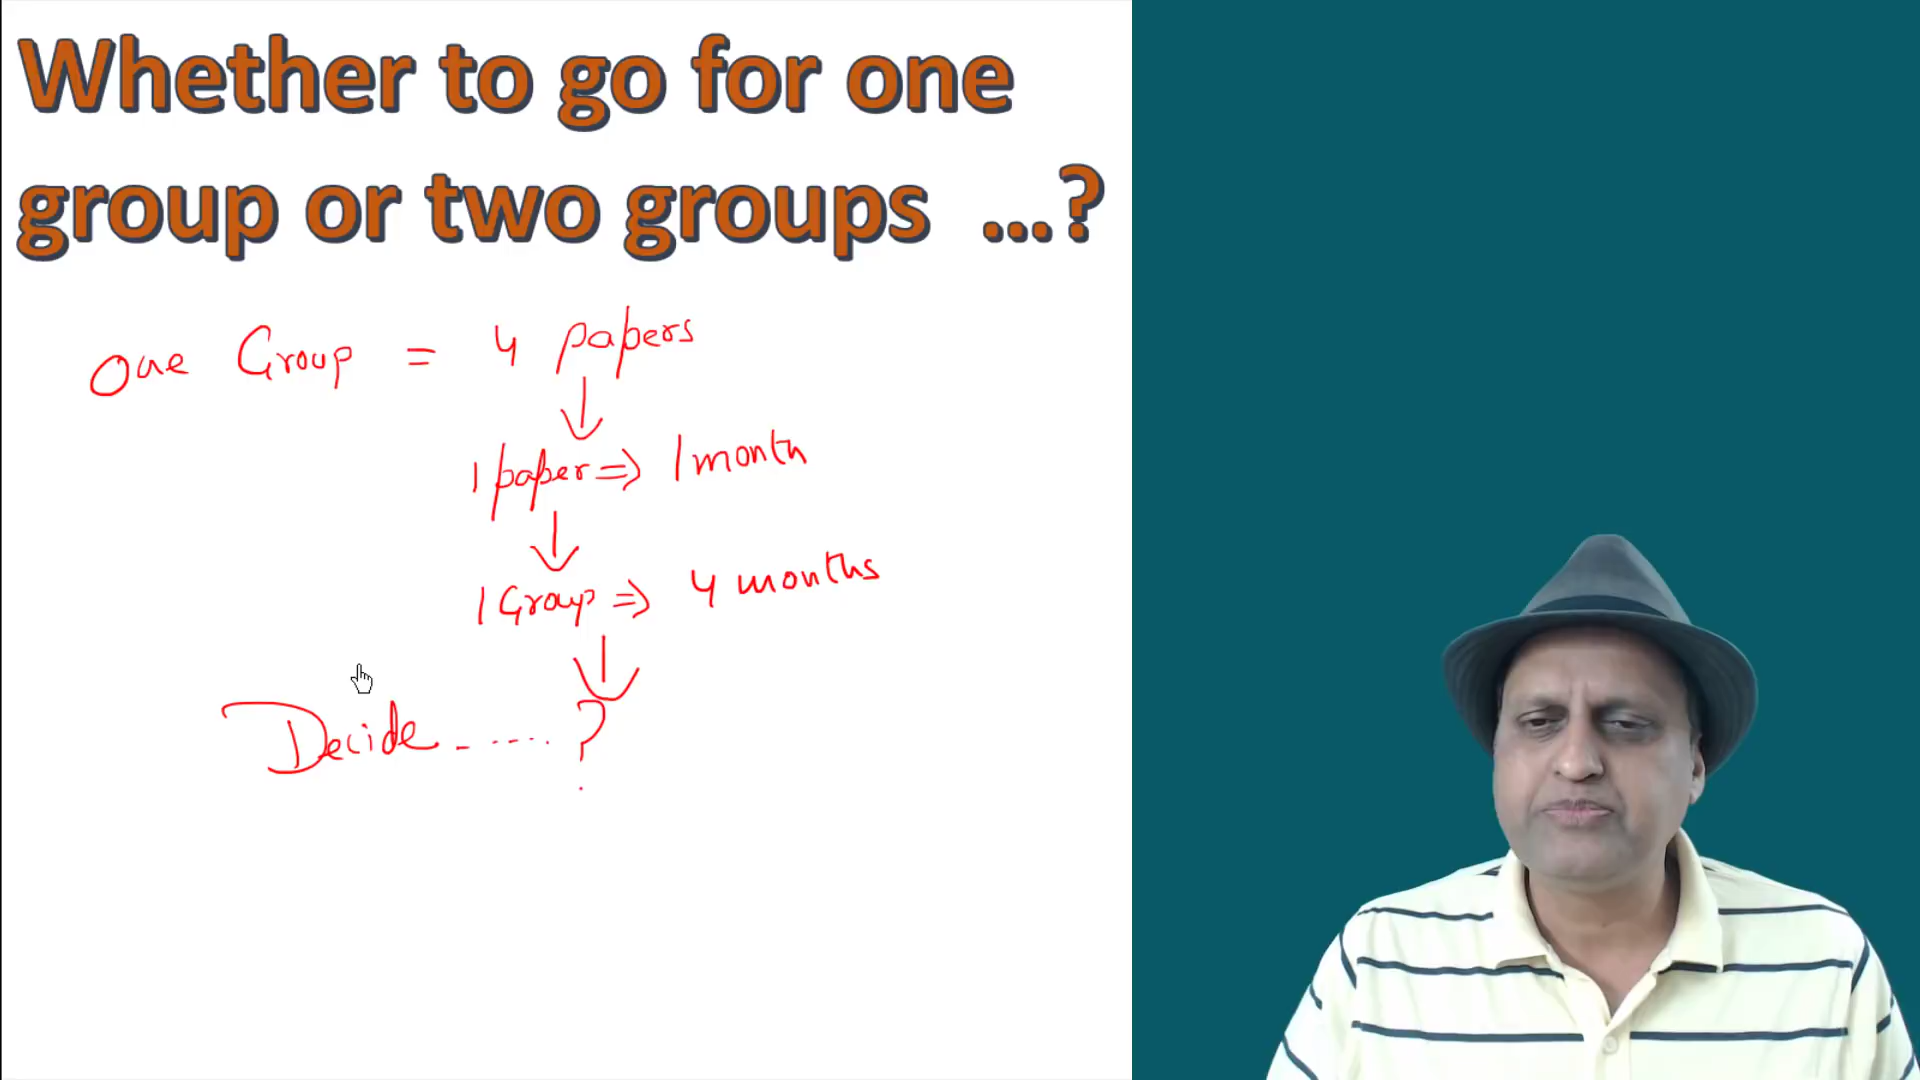 Whether to go for one
group or two groups ...?
One Group = 4 papers
1 paper ⇒ 1 month
1 Group ⇒ 4 months
Decide ------ ?